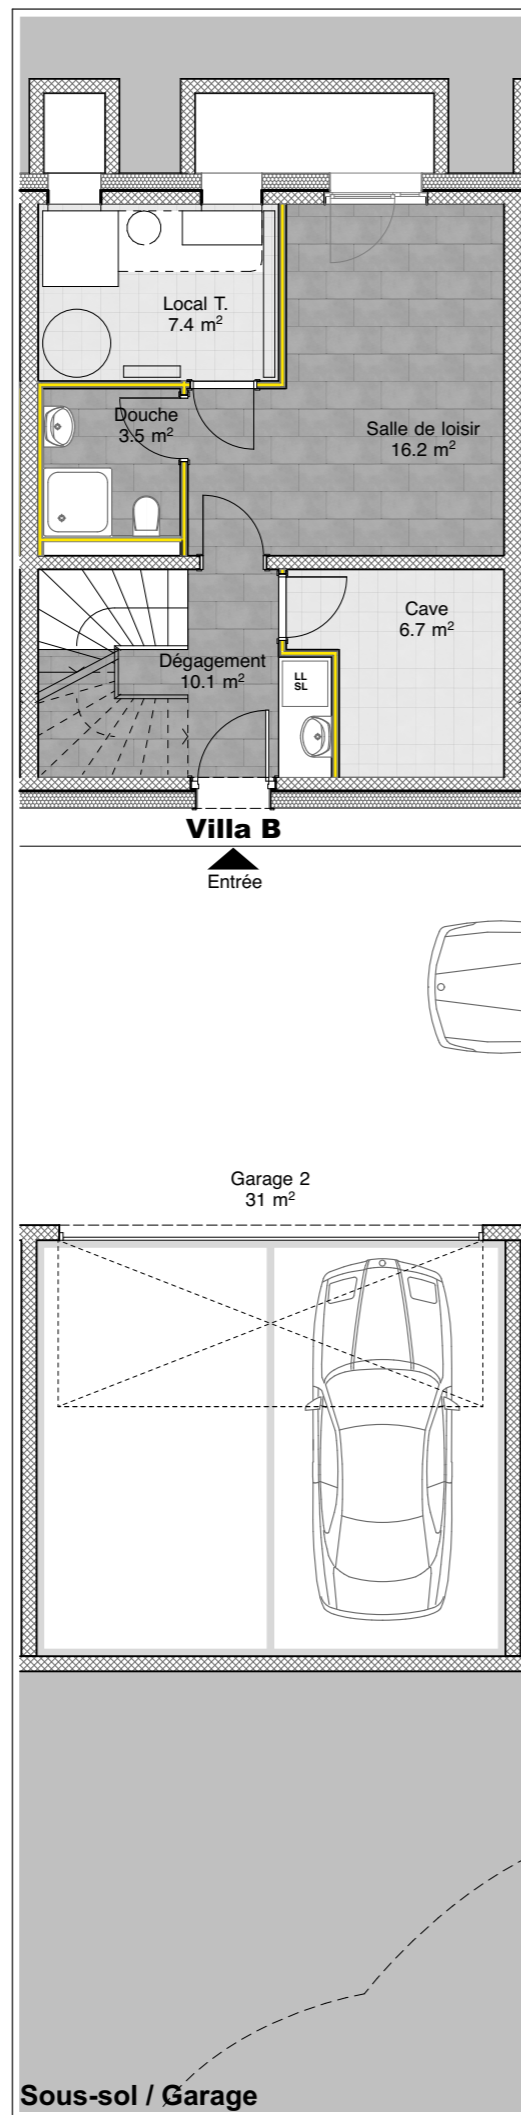 Local T.
7.4 m²
Douche
3.5 m²
Salle de loisir
16.2 m²
Cave
6.7 m²
Dégagement
10.1 m²
LL
SL
Villa B
Entrée
Garage 2
31 m²
Sous-sol / Garage